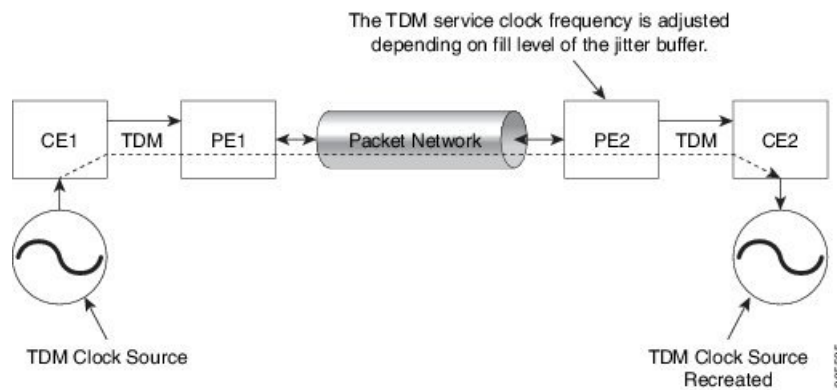 The TDM service clock frequency is adjusted
depending on fill level of the jitter buffer.
CE1
TDM
PE1
Packet Network
PE2
TDM
CE2
TDM Clock Source
TDM Clock Source
Recreated